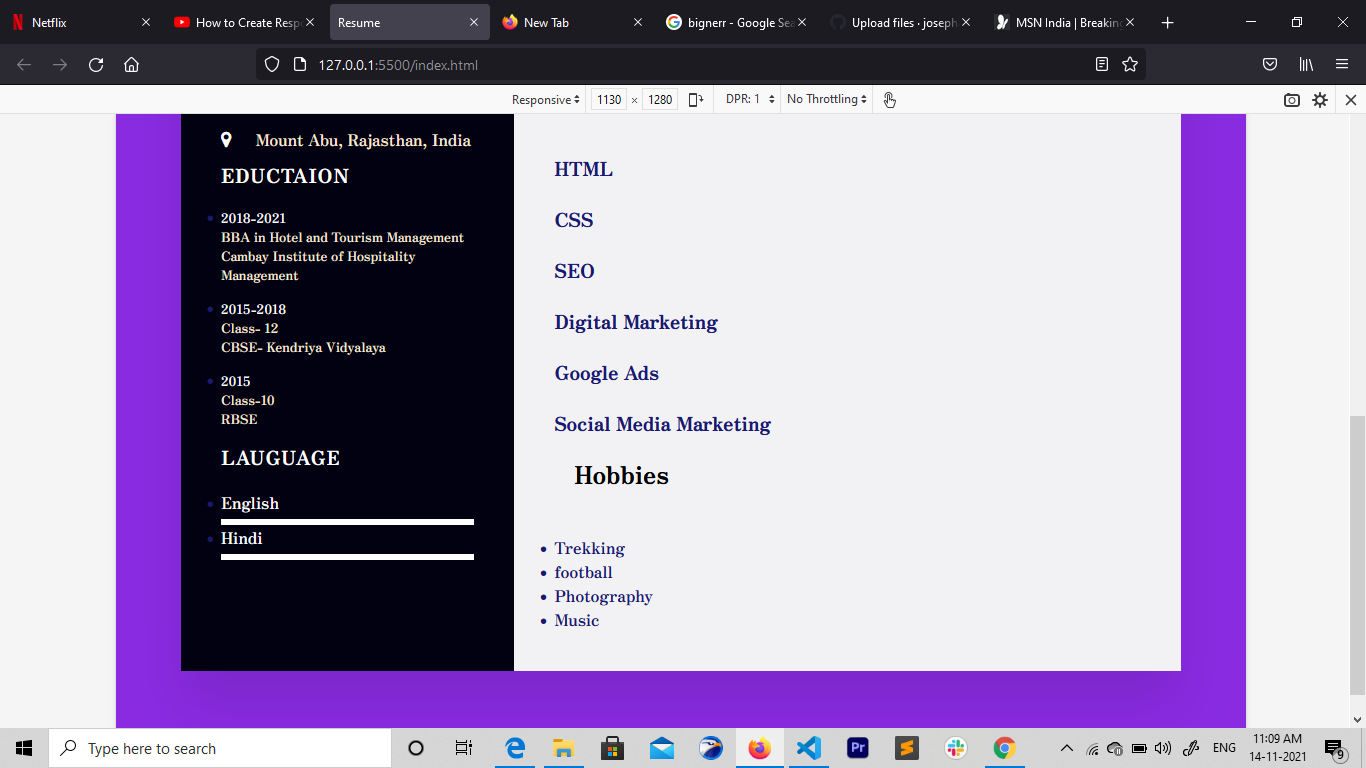 Netflix
How to Create Resp
Resume
New Tab
bignerr - Google Sea
Upload files · joseph
MSN India | Breaking
127.0.0.1:5500/index.html
Responsive
1130 × 1280
DPR: 1
No Throttling
Mount Abu, Rajasthan, India
EDUCTAION
2018-2021
BBA in Hotel and Tourism Management
Cambay Institute of Hospitality
Management
2015-2018
Class- 12
CBSE- Kendriya Vidyalaya
2015
Class-10
RBSE
LAUGUAGE
English
Hindi
HTML
CSS
SEO
Digital Marketing
Google Ads
Social Media Marketing
Hobbies
Trekking
football
Photography
Music
Type here to search
Pr
ENG
11:09 AM
14-11-2021
9